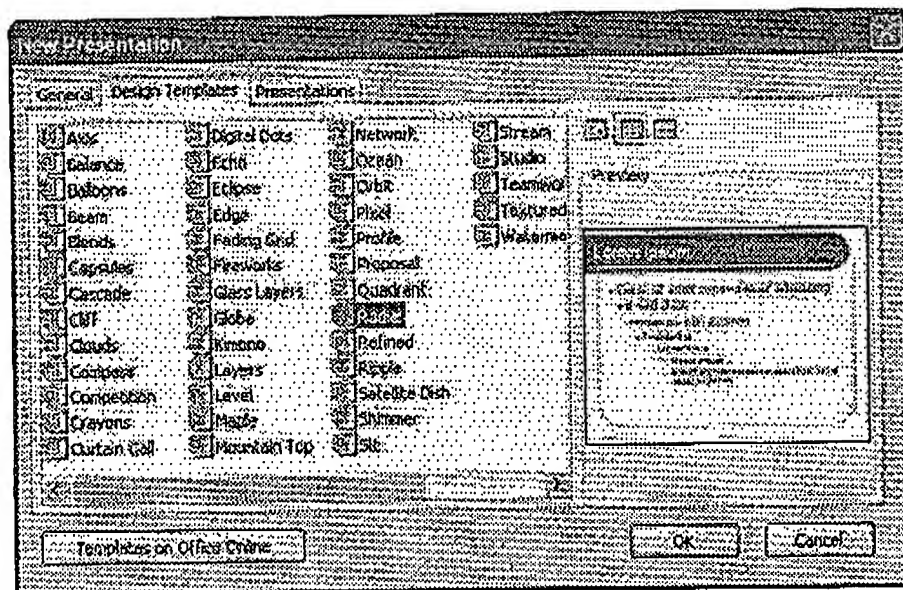 New Presentation
General Design Templates Presentations
Axis
Balance
Balloons
Beam
Blends
Capsules
Cascade
Cliff
Clouds
Compass
Competition
Crayons
Curtain Call
Digital Dots
Echo
Eclipse
Edge
Fading Grid
Fireworks
Glass Layers
Globe
Kimono
Layers
Level
Maple
Mountain Top
Network
Ocean
Orbit
Pixel
Profile
Proposal
Quadrant
Refined
Ripple
Satellite Dish
Shimmer
Stream
Studio
Textured
Preview
Templates on Office Online
OK Cancel